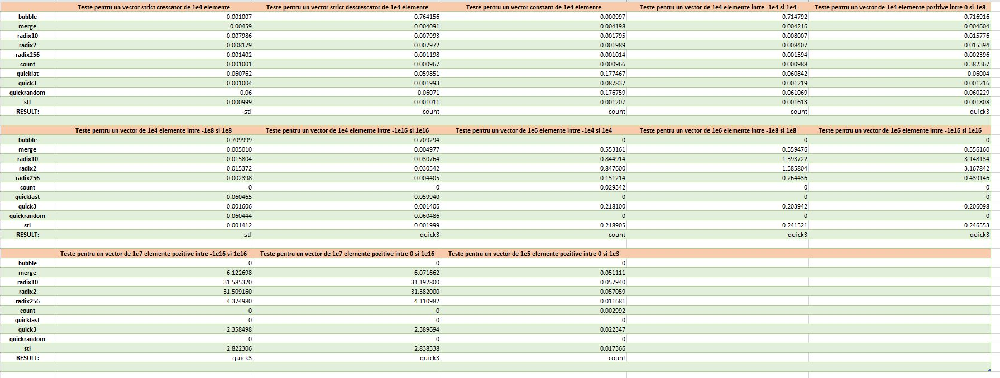 Teste pentru un vector strict crescator de 1e4 elemente Teste pentru un vector strict descrescator de 1e4 elemente Teste pentru un vector constant de 1e4 elemente Teste pentru un vector de 1e4 elemente intre -1e4 si 1e4 Teste pentru un vector de 1e4 elemente pozitive intre 0 si 1e8
bubble 0.001007 0.764156 0.000997 0.714792 0.716916
merge 0.00459 0.004091 0.004198 0.004216 0.004604
radix10 0.007986 0.007993 0.001795 0.008007 0.015776
radix2 0.008179 0.007972 0.001989 0.008407 0.015394
radix256 0.001402 0.001198 0.001014 0.001594 0.002396
count 0.001001 0.000967 0.000966 0.000988 0.382367
quicklat 0.060762 0.059851 0.177467 0.060842 0.06004
quick3 0.001004 0.001993 0.087837 0.001219 0.001216
quickrandom 0.06 0.06071 0.176759 0.061069 0.060229
stl 0.000999 0.001011 0.001207 0.001613 0.001808
RESULT: stl count count count quick3
Teste pentru un vector de 1e4 elemente intre -1e8 si 1e8 Teste pentru un vector de 1e4 elemente intre -1e16 si 1e16 Teste pentru un vector de 1e6 elemente intre -1e4 si 1e4 Teste pentru un vector de 1e6 elemente intre -1e8 si 1e8 Teste pentru un vector de 1e6 elemente intre -1e16 si 1e16
bubble 0.709999 0.709294 0 0 0
merge 0.005010 0.004977 0.553161 0.559476 0.556160
radix10 0.015804 0.030764 0.844914 1.593722 3.148134
radix2 0.015372 0.030542 0.847600 1.585804 3.167842
radix256 0.002398 0.004405 0.151214 0.264436 0.439146
count 0 0 0.029342 0 0
quicklast 0.060465 0.059940 0 0 0
quick3 0.001606 0.001406 0.218100 0.203942 0.206098
quickrandom 0.060444 0.060486 0 0 0
stl 0.001412 0.001999 0.218905 0.241521 0.246553
RESULT: stl quick3 count quick3 quick3
Teste pentru un vector de 1e7 elemente pozitive intre -1e16 si 1e16 Teste pentru un vector de 1e7 elemente pozitive intre 0 si 1e16 Teste pentru un vector de 1e5 elemente pozitive intre 0 si 1e3
bubble 0 0 0
merge 6.122698 6.071662 0.051111
radix10 31.585320 31.192800 0.057940
radix2 31.509160 31.382000 0.057059
radix256 4.374980 4.110982 0.011681
count 0 0 0.002992
quicklast 0 0 0
quick3 2.358498 2.389694 0.022347
quickrandom 0 0 0
stl 2.822306 2.838538 0.017366
RESULT: quick3 quick3 count